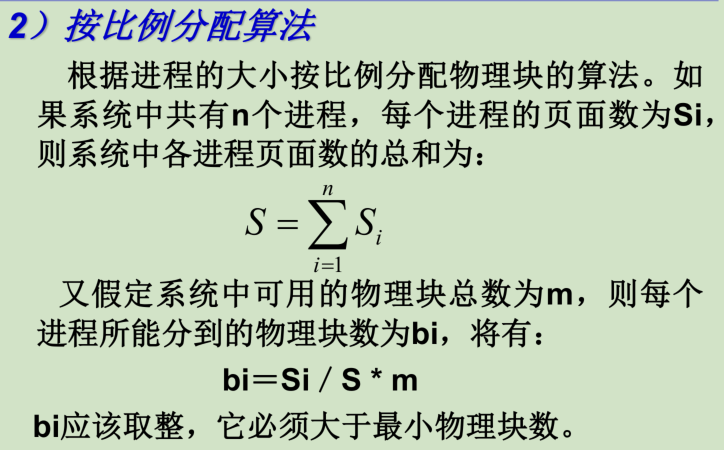 2）按比例分配算法
根据进程的大小按比例分配物理块的算法。如
果系统中共有n个进程，每个进程的页面数为Si，
则系统中各进程页面数的总和为：
S = ∑_{i=1}^{n} S_i
又假定系统中可用的物理块总数为m，则每个
进程所能分到的物理块数为bi，将有：
bi＝Si／S * m
bi应该取整，它必须大于最小物理块数。